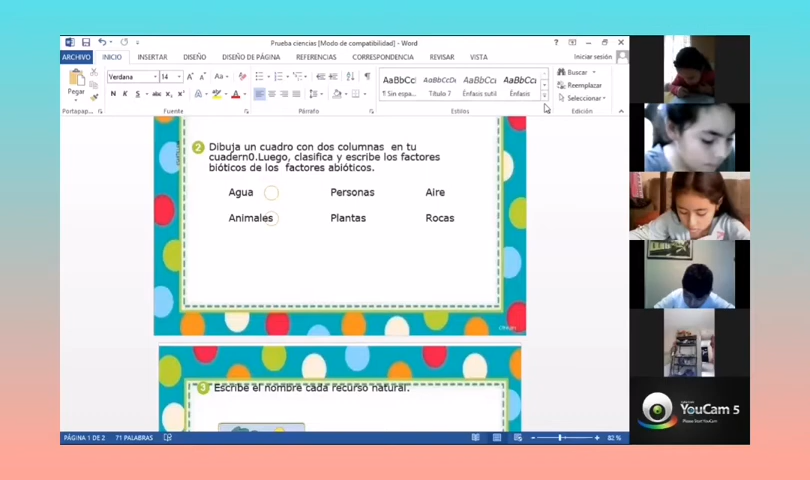 Prueba ciencias [Modo de compatibilidad] - Word
ARCHIVO INICIO INSERTAR DISEÑO DISEÑO DE PÁGINA REFERENCIAS CORRESPONDENCIA REVISAR VISTA Iniciar sesión
Verdana 14
Pegar
N K S
AaBbCcI AaBbCcDc AaBbCcI AaBbCcI
¶ Sin espa... Título 7 Énfasis sutil Énfasis
Buscar
Reemplazar
Seleccionar
Portapap... Fuente Párrafo Estilos Edición
2 Dibuja un cuadro con dos columnas en tu
cuadern0.Luego, clasifica y escribe los factores
bióticos de los factores abióticos.
Agua Personas Aire
Animales Plantas Rocas
3 Escribe el nombre cada recurso natural.
PÁGINA 1 DE 2 71 PALABRAS 82 %
YouCam 5